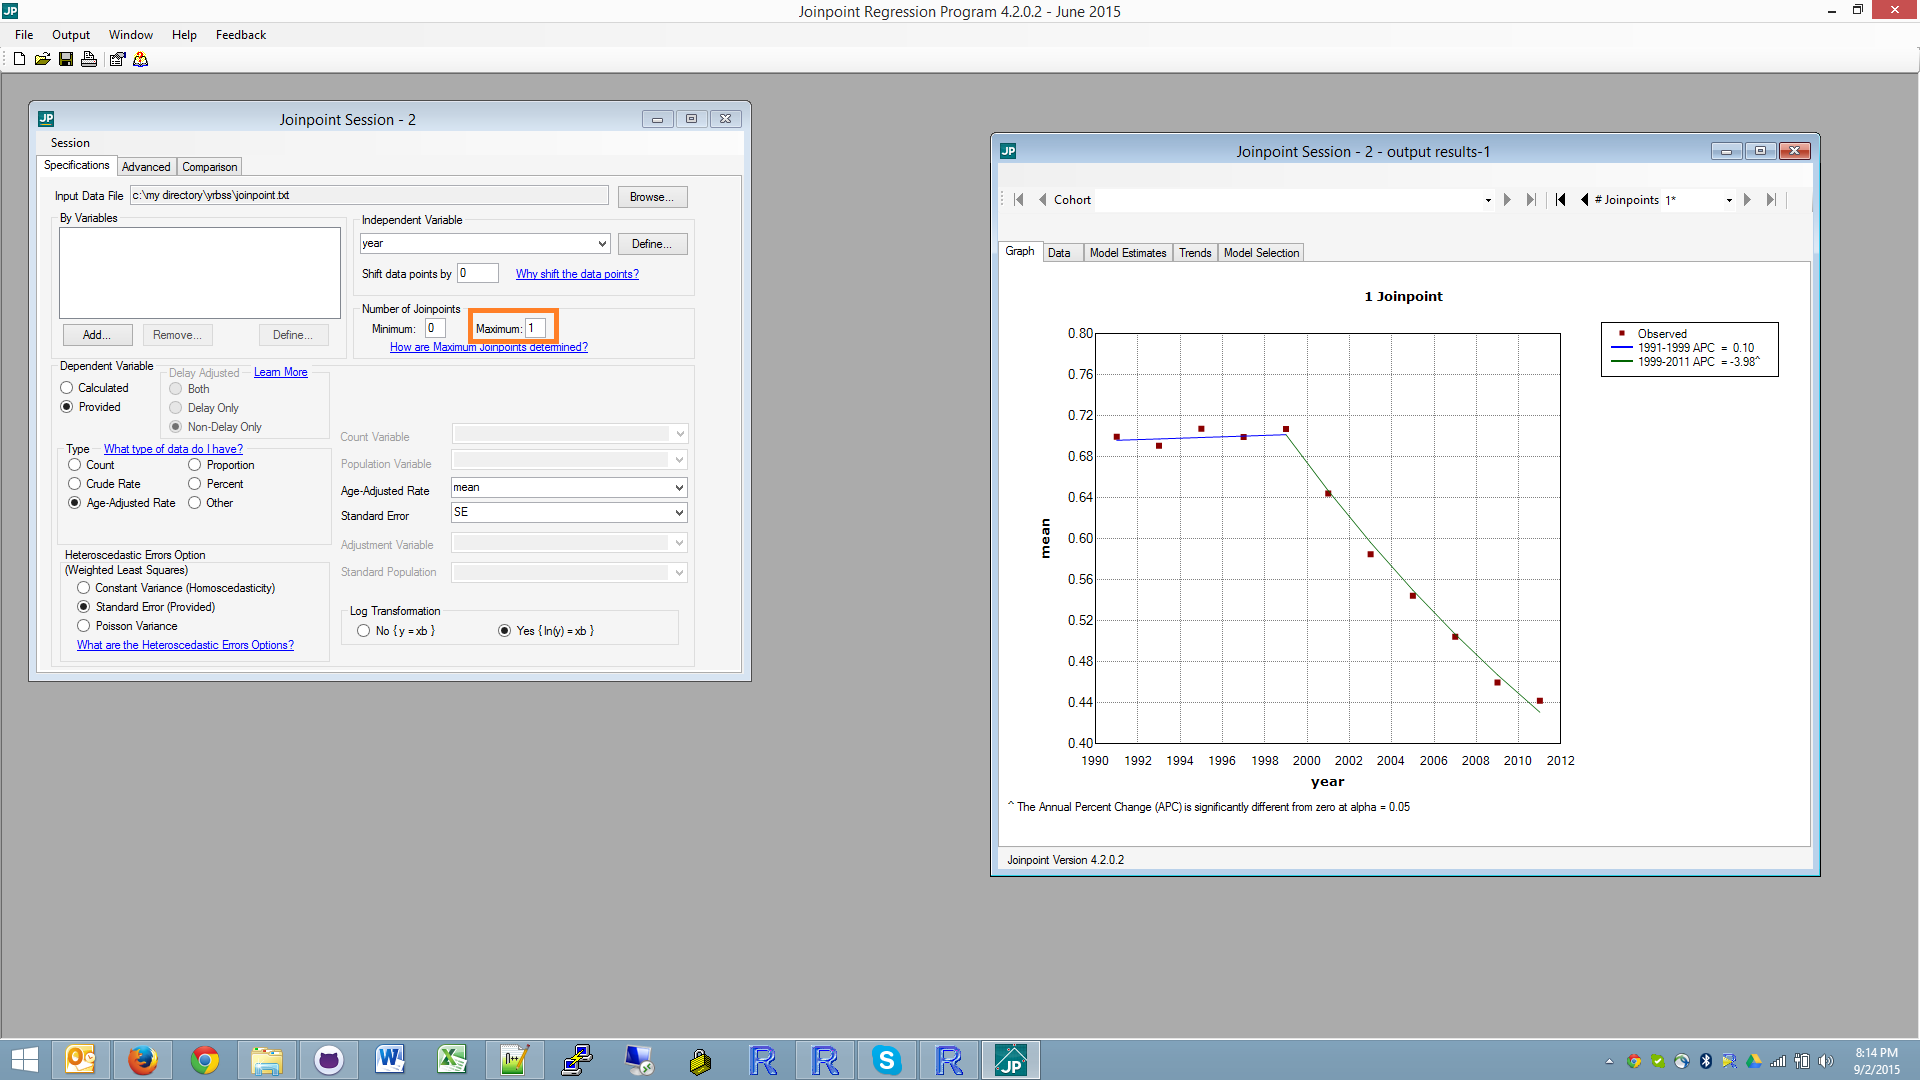 JP
Joinpoint Regression Program 4.2.0.2 - June 2015
File Output Window Help Feedback
JP
Joinpoint Session - 2
Session
Specifications Advanced Comparison
Input Data File c:\my directory\yrbss\joinpoint.txt Browse...
By Variables
Add... Remove... Define...
Independent Variable
year Define...
Shift data points by 0 Why shift the data points?
Number of Joinpoints
Minimum: 0 Maximum: 1
How are Maximum Joinpoints determined?
Dependent Variable
Calculated
Provided
Delay Adjusted Learn More
Both
Delay Only
Non-Delay Only
Type What type of data do I have?
Count Proportion
Crude Rate Percent
Age-Adjusted Rate Other
Heteroscedastic Errors Option
(Weighted Least Squares)
Constant Variance (Homoscedasticity)
Standard Error (Provided)
Poisson Variance
What are the Heteroscedastic Errors Options?
Count Variable
Population Variable
Age-Adjusted Rate mean
Standard Error SE
Adjustment Variable
Standard Population
Log Transformation
No { y = xb } Yes { ln(y) = xb }
JP
Joinpoint Session - 2 - output results-1
Cohort # Joinpoints 1*
Graph Data Model Estimates Trends Model Selection
1 Joinpoint
0.80
0.76
0.72
0.68
0.64
0.60
0.56
0.52
0.48
0.44
0.40
mean
1990 1992 1994 1996 1998 2000 2002 2004 2006 2008 2010 2012
year
Observed
1991-1999 APC = 0.10
1999-2011 APC = -3.98^
^ The Annual Percent Change (APC) is significantly different from zero at alpha = 0.05
Joinpoint Version 4.2.0.2
8:14 PM
9/2/2015